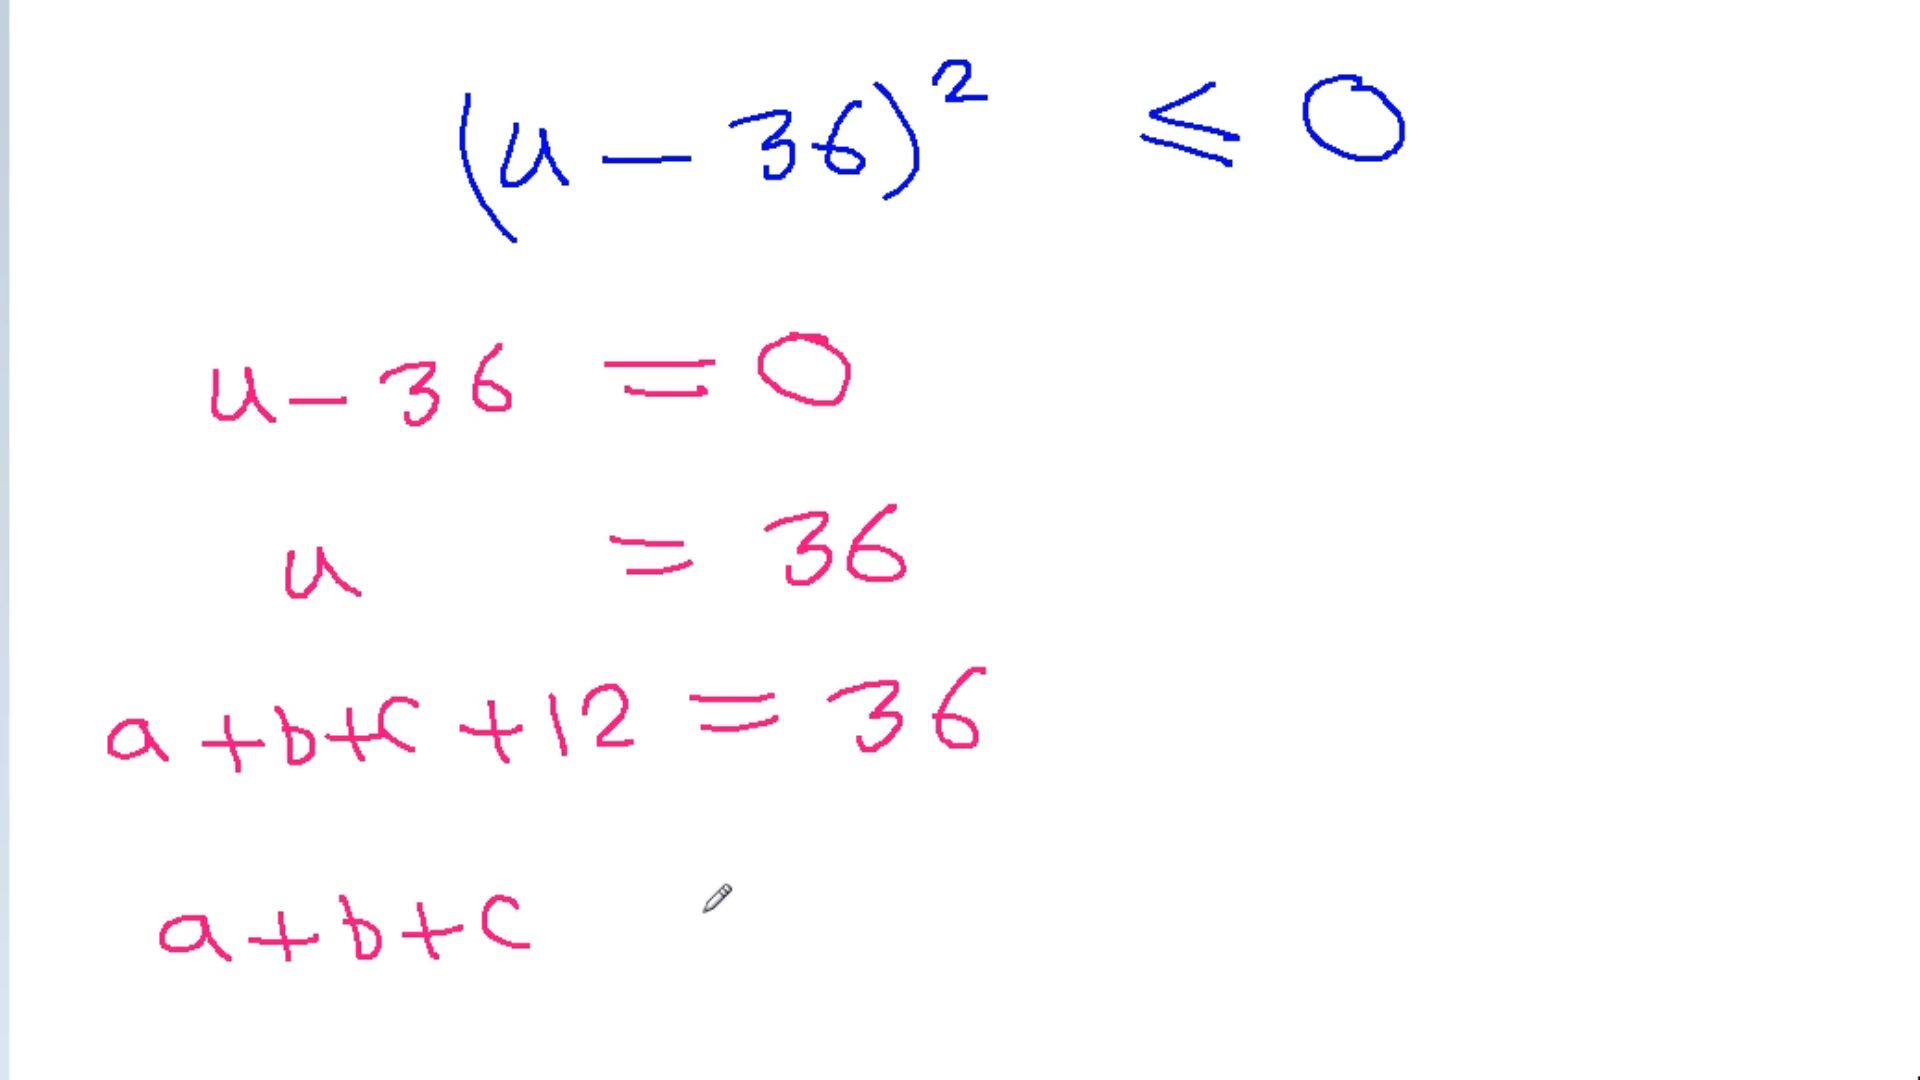 (u - 36)² ≤ 0
u - 36 = 0
u = 36
a + b + c + 12 = 36
a + b + c